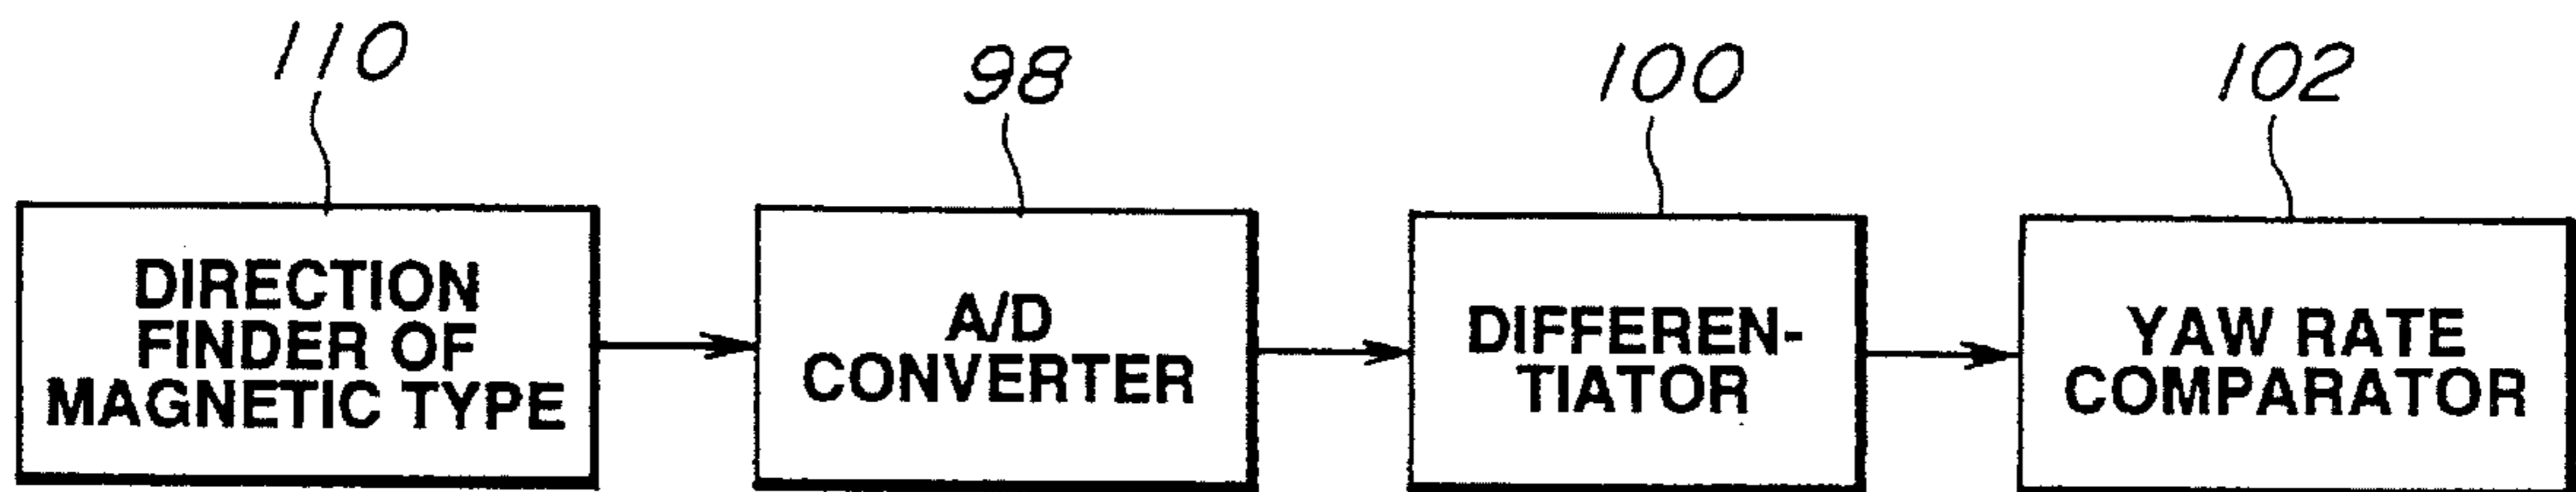 110
98
100
102
DIRECTION
FINDER OF
MAGNETIC TYPE
A/D
CONVERTER
DIFFEREN-
TIATOR
YAW RATE
COMPARATOR